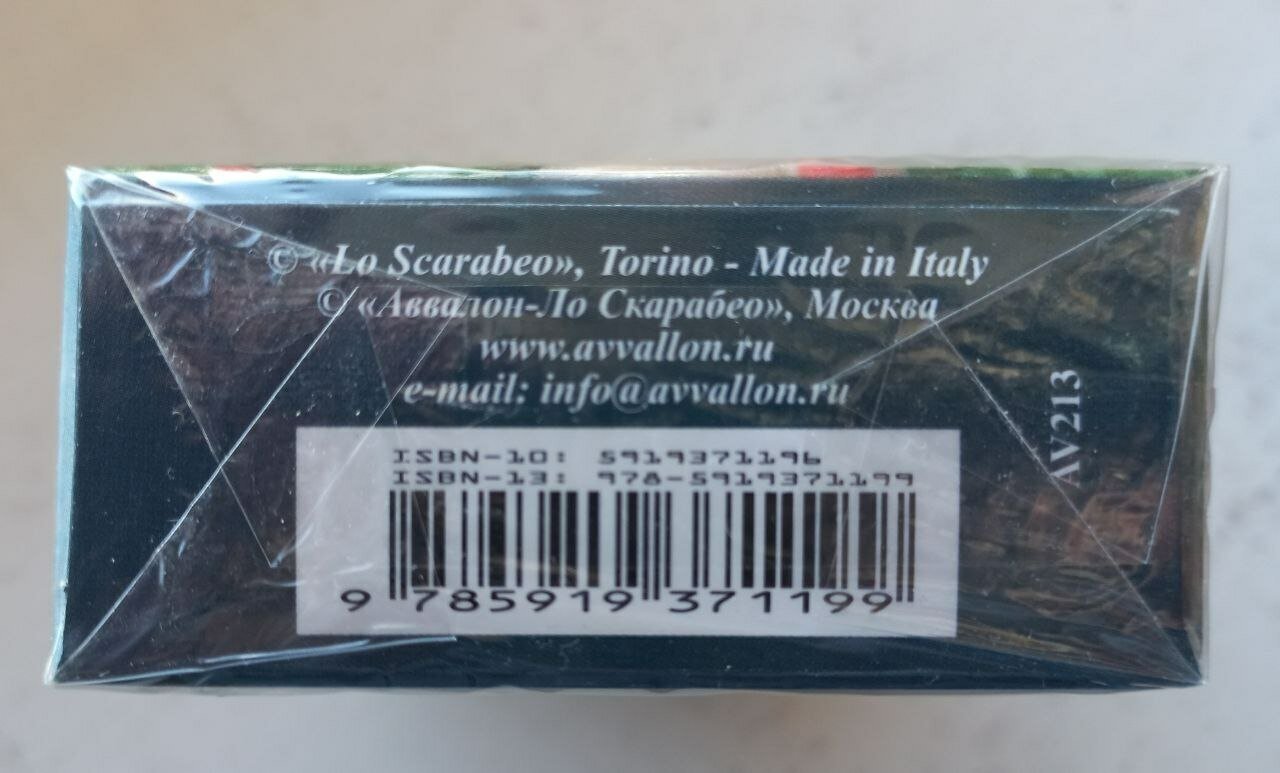 © «Lo Scarabeo», Torino - Made in Italy
© «Аввалон-Ло Скарабео», Москва
www.avvallon.ru
e-mail: info@avvallon.ru
AV213
ISBN-10: 5919371196
ISBN-13: 978-5919371199
9 785919 371199